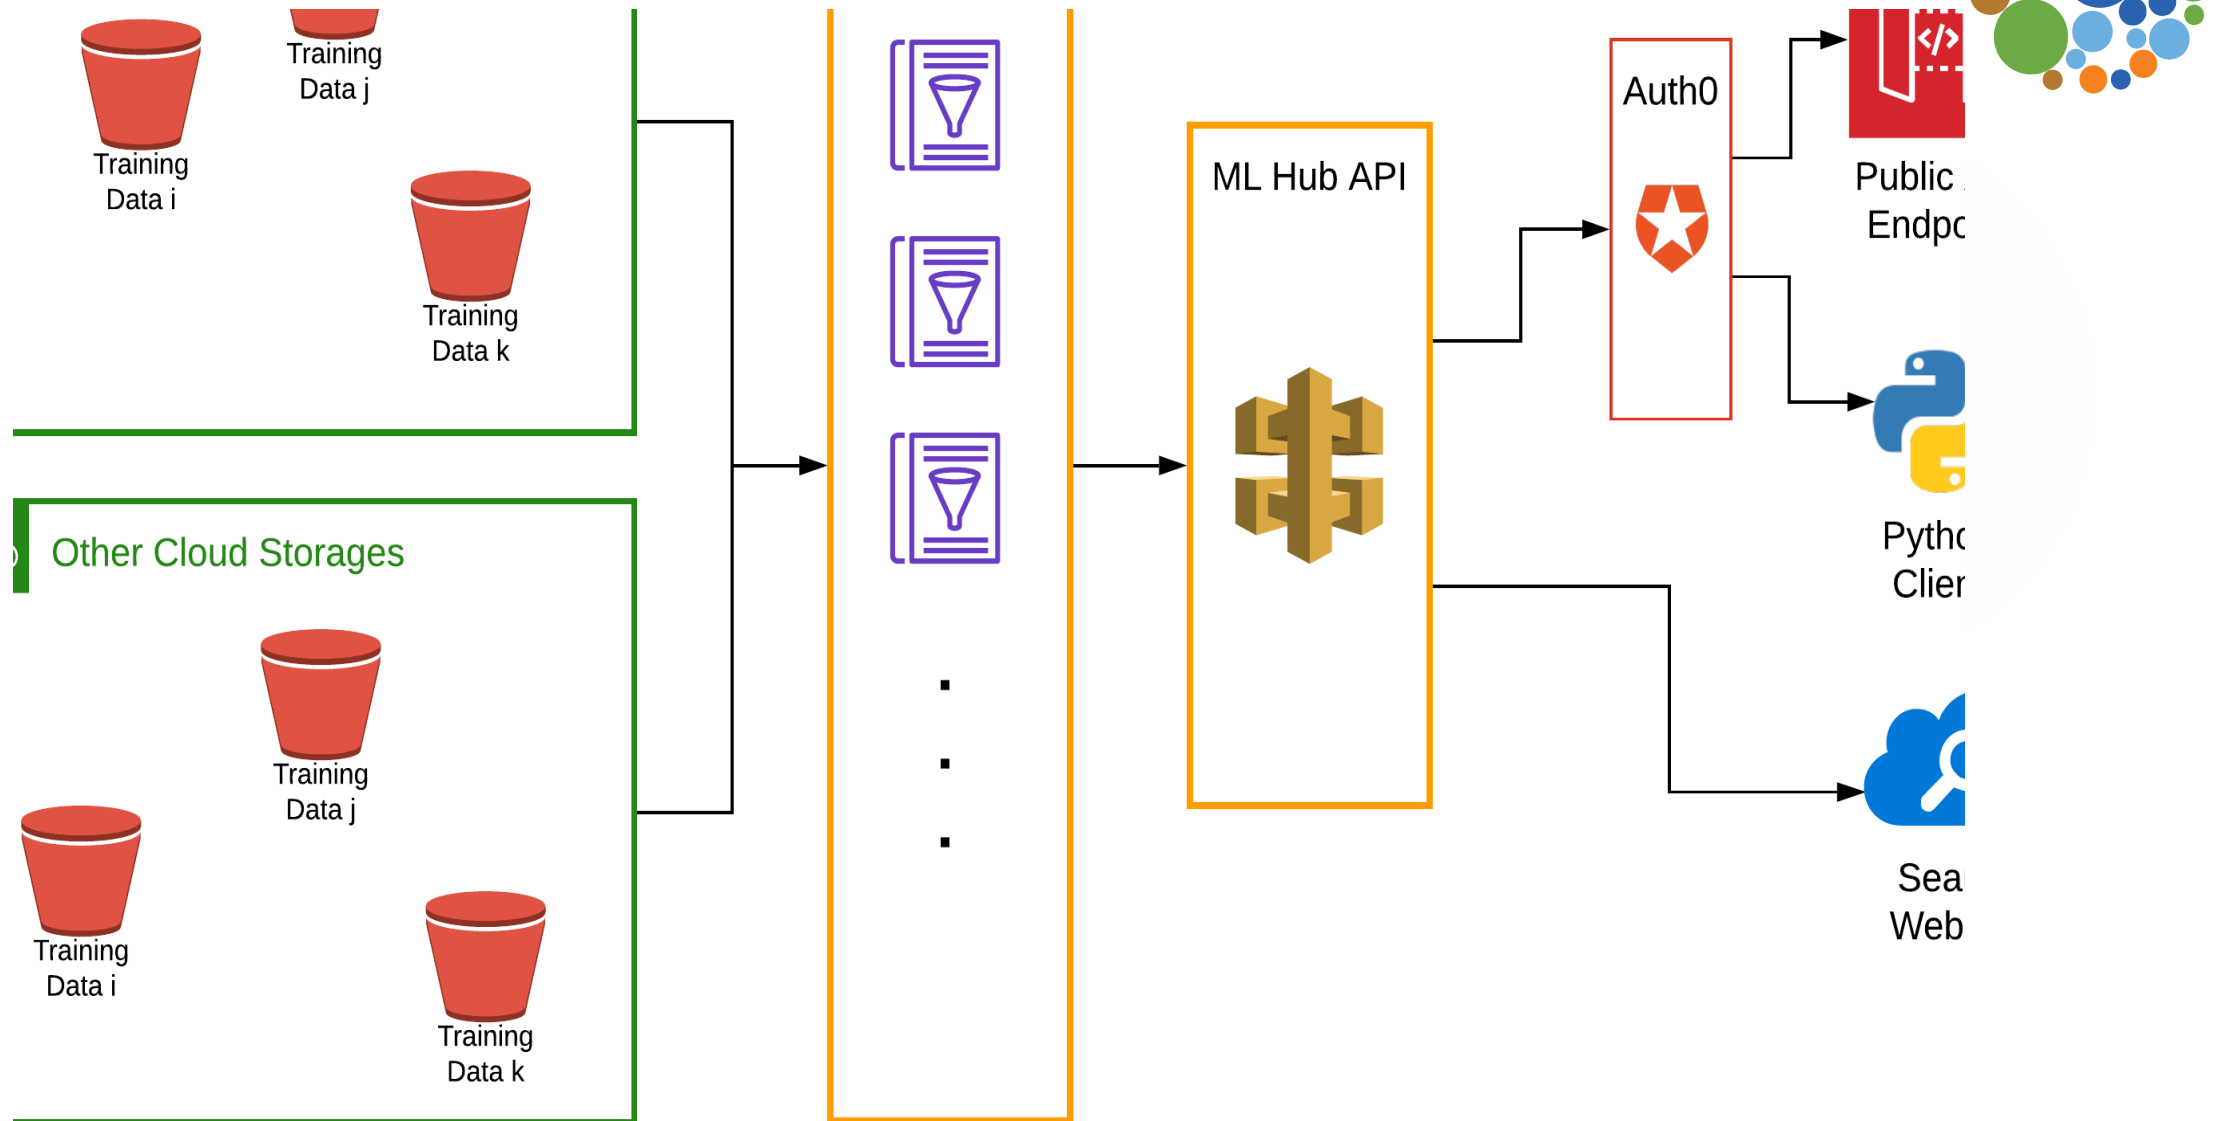 Training
Data j
Training
Data i
Training
Data k
Other Cloud Storages
Training
Data j
Training
Data i
Training
Data k
ML Hub API
Auth0
</>
Public